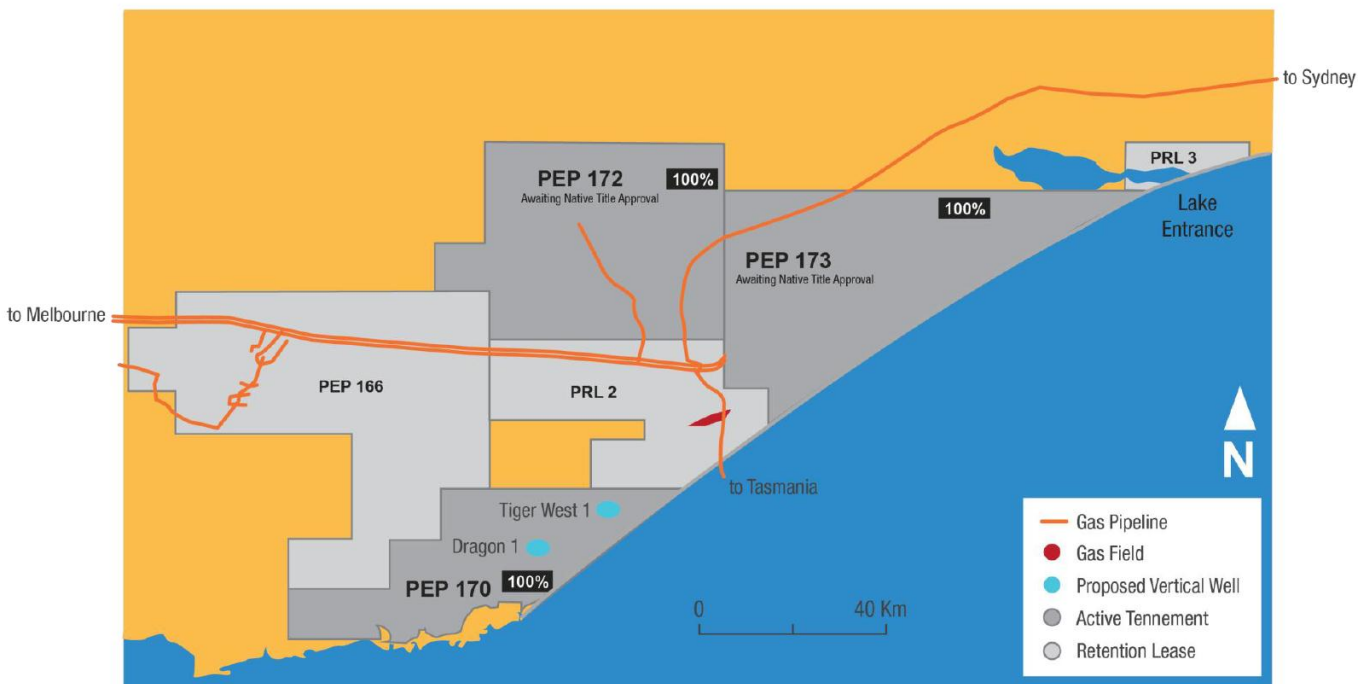 to Sydney
PRL 3
PEP 172
100%
Awaiting Native Title Approval
100%
Lake
Entrance
PEP 173
Awaiting Native Title Approval
to Melbourne
PEP 166
PRL 2
N
to Tasmania
Tiger West 1
Dragon 1
PEP 170
100%
0
40 Km
Gas Pipeline
Gas Field
Proposed Vertical Well
Active Tennement
Retention Lease